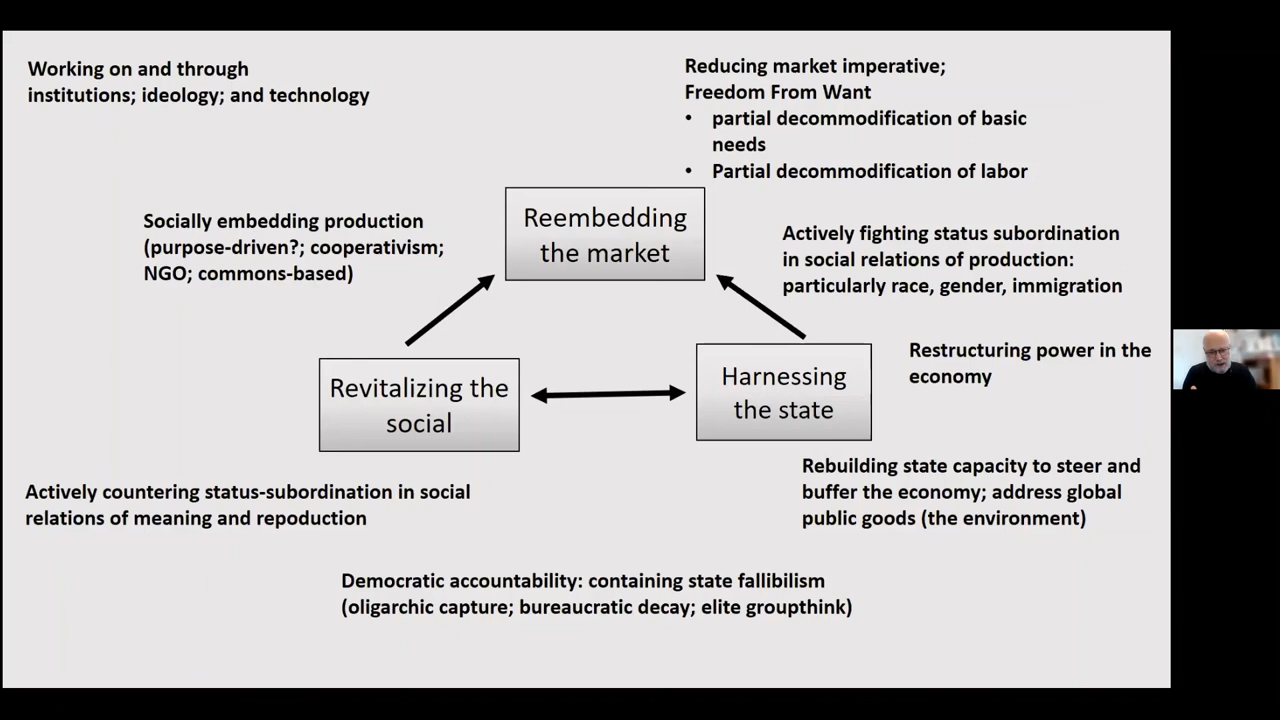 Working on and through
institutions; ideology; and technology
Reducing market imperative;
Freedom From Want
• partial decommodification of basic
needs
• Partial decommodification of labor
Reembedding
the market
Socially embedding production
(purpose-driven?; cooperativism;
NGO; commons-based)
Actively fighting status subordination
in social relations of production:
particularly race, gender, immigration
Restructuring power in the
economy
Revitalizing the
social
Harnessing
the state
Actively countering status-subordination in social
relations of meaning and repoduction
Rebuilding state capacity to steer and
buffer the economy; address global
public goods (the environment)
Democratic accountability: containing state fallibilism
(oligarchic capture; bureaucratic decay; elite groupthink)